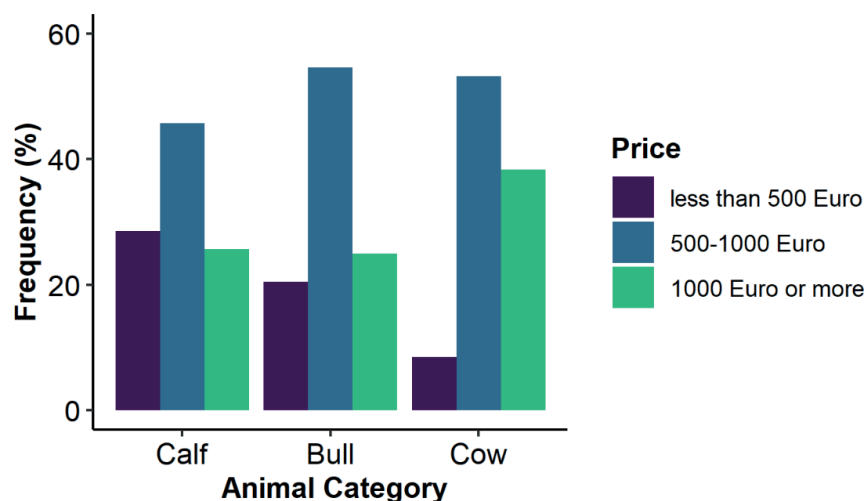 60
40
20
0
Frequency (%)
Calf Bull Cow
Animal Category
Price
less than 500 Euro
500-1000 Euro
1000 Euro or more